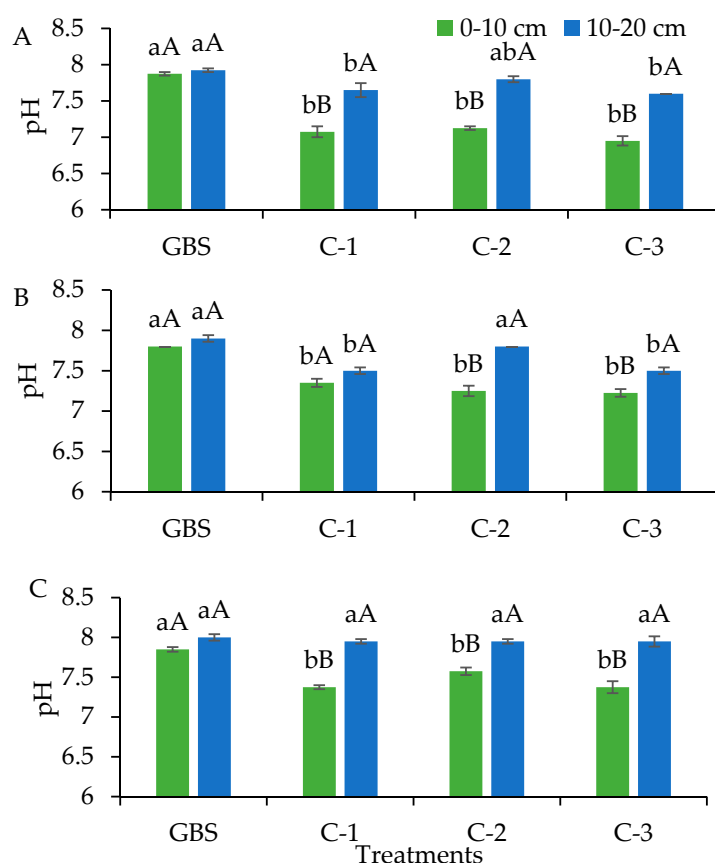 A 8.5 0-10 cm 10-20 cm
aA aA bB bA bB abA bB bA
8
7.5
pH
7
6.5
6
GBS C-1 C-2 C-3
B 8.5
aA aA bA bA bB aA bB bA
8
7.5
pH
7
6.5
6
GBS C-1 C-2 C-3
C 8.5
aA aA bB aA bB aA bB aA
8
7.5
pH
7
6.5
6
GBS C-1 C-2 C-3
Treatments